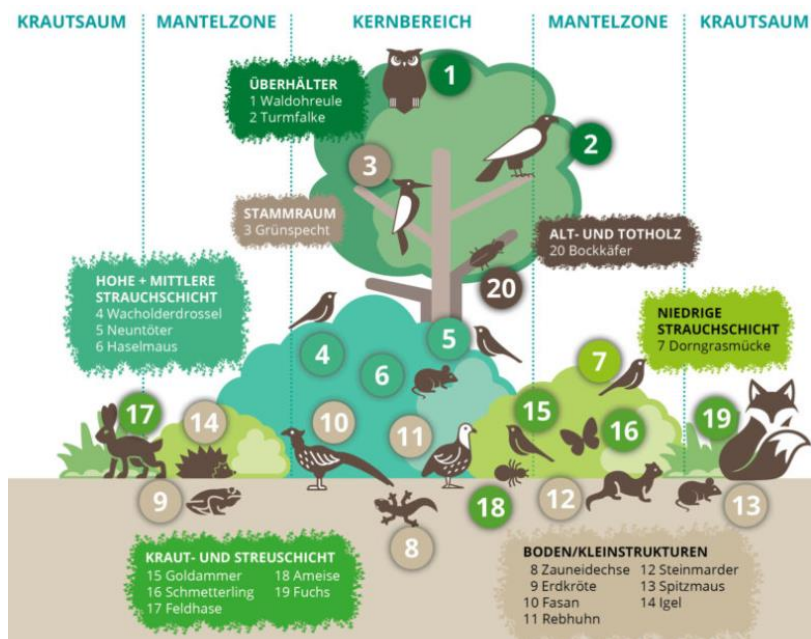 KRAUTSAUM MANTELZONE KERNBEREICH MANTELZONE KRAUTSAUM
ÜBERHÄLTER
1 Waldohreule
2 Turmfalke
1
2
3
STAMMRAUM
3 Grünspecht
ALT- UND TOTHOLZ
20 Bockkäfer
20
HOHE + MITTLERE
STRAUCHSCHICHT
4 Wacholderdrossel
5 Neuntöter
6 Haselmaus
NIEDRIGE
STRAUCHSCHICHT
7 Dorngrasmücke
4
5
6
7
17
14
10
11
15
16
19
9
8
18
12
13
KRAUT- UND STREUSCHICHT
15 Goldammer 18 Ameise
16 Schmetterling 19 Fuchs
17 Feldhase
BODEN/KLEINSTRUKTUREN
8 Zauneidechse 12 Steinmarder
9 Erdkröte 13 Spitzmaus
10 Fasan 14 Igel
11 Rebhuhn